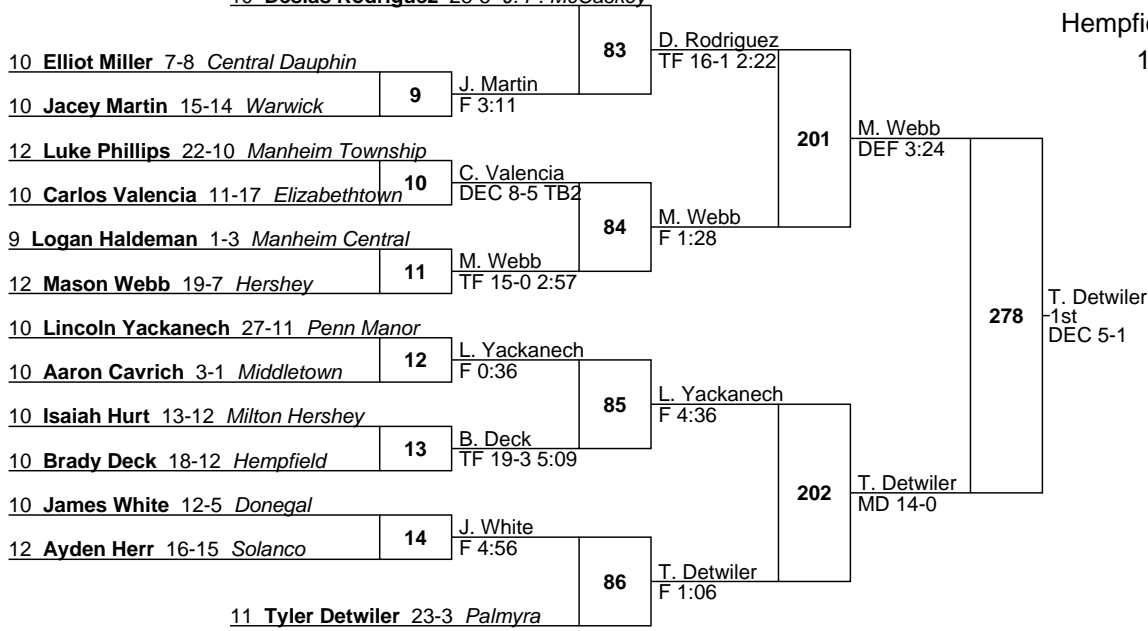 Rodriguez
Hempfie
1
83
D. Rodriguez
TF 16-1 2:22
10 Elliot Miller 7-8 Central Dauphin
9
J. Martin
F 3:11
10 Jacey Martin 15-14 Warwick
201
M. Webb
DEF 3:24
12 Luke Phillips 22-10 Manheim Township
10
C. Valencia
DEC 8-5 TB2
10 Carlos Valencia 11-17 Elizabethtown
84
M. Webb
F 1:28
9 Logan Haldeman 1-3 Manheim Central
11
M. Webb
TF 15-0 2:57
12 Mason Webb 19-7 Hershey
278
T. Detwiler
1st
DEC 5-1
10 Lincoln Yackanech 27-11 Penn Manor
12
L. Yackanech
F 0:36
10 Aaron Cavrich 3-1 Middletown
85
L. Yackanech
F 4:36
10 Isaiah Hurt 13-12 Milton Hershey
13
B. Deck
TF 19-3 5:09
10 Brady Deck 18-12 Hempfield
202
T. Detwiler
MD 14-0
10 James White 12-5 Donegal
14
J. White
F 4:56
12 Ayden Herr 16-15 Solanco
86
T. Detwiler
F 1:06
11 Tyler Detwiler 23-3 Palmyra